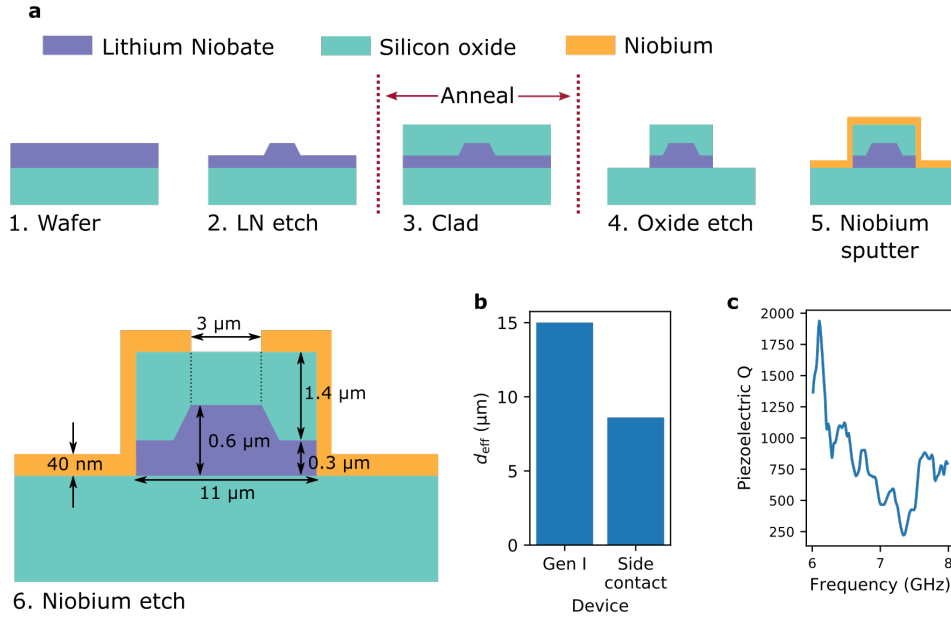 a
Lithium Niobate
Silicon oxide
Niobium
Anneal
1. Wafer
2. LN etch
3. Clad
4. Oxide etch
5. Niobium
sputter
3 µm
1.4 µm
0.6 µm
0.3 µm
40 nm
11 µm
6. Niobium etch
b
15
10
5
0
d_eff (µm)
Gen I
Side
contact
Device
c
2000
1750
1500
1250
1000
750
500
250
Piezoelectric Q
6
7
8
Frequency (GHz)